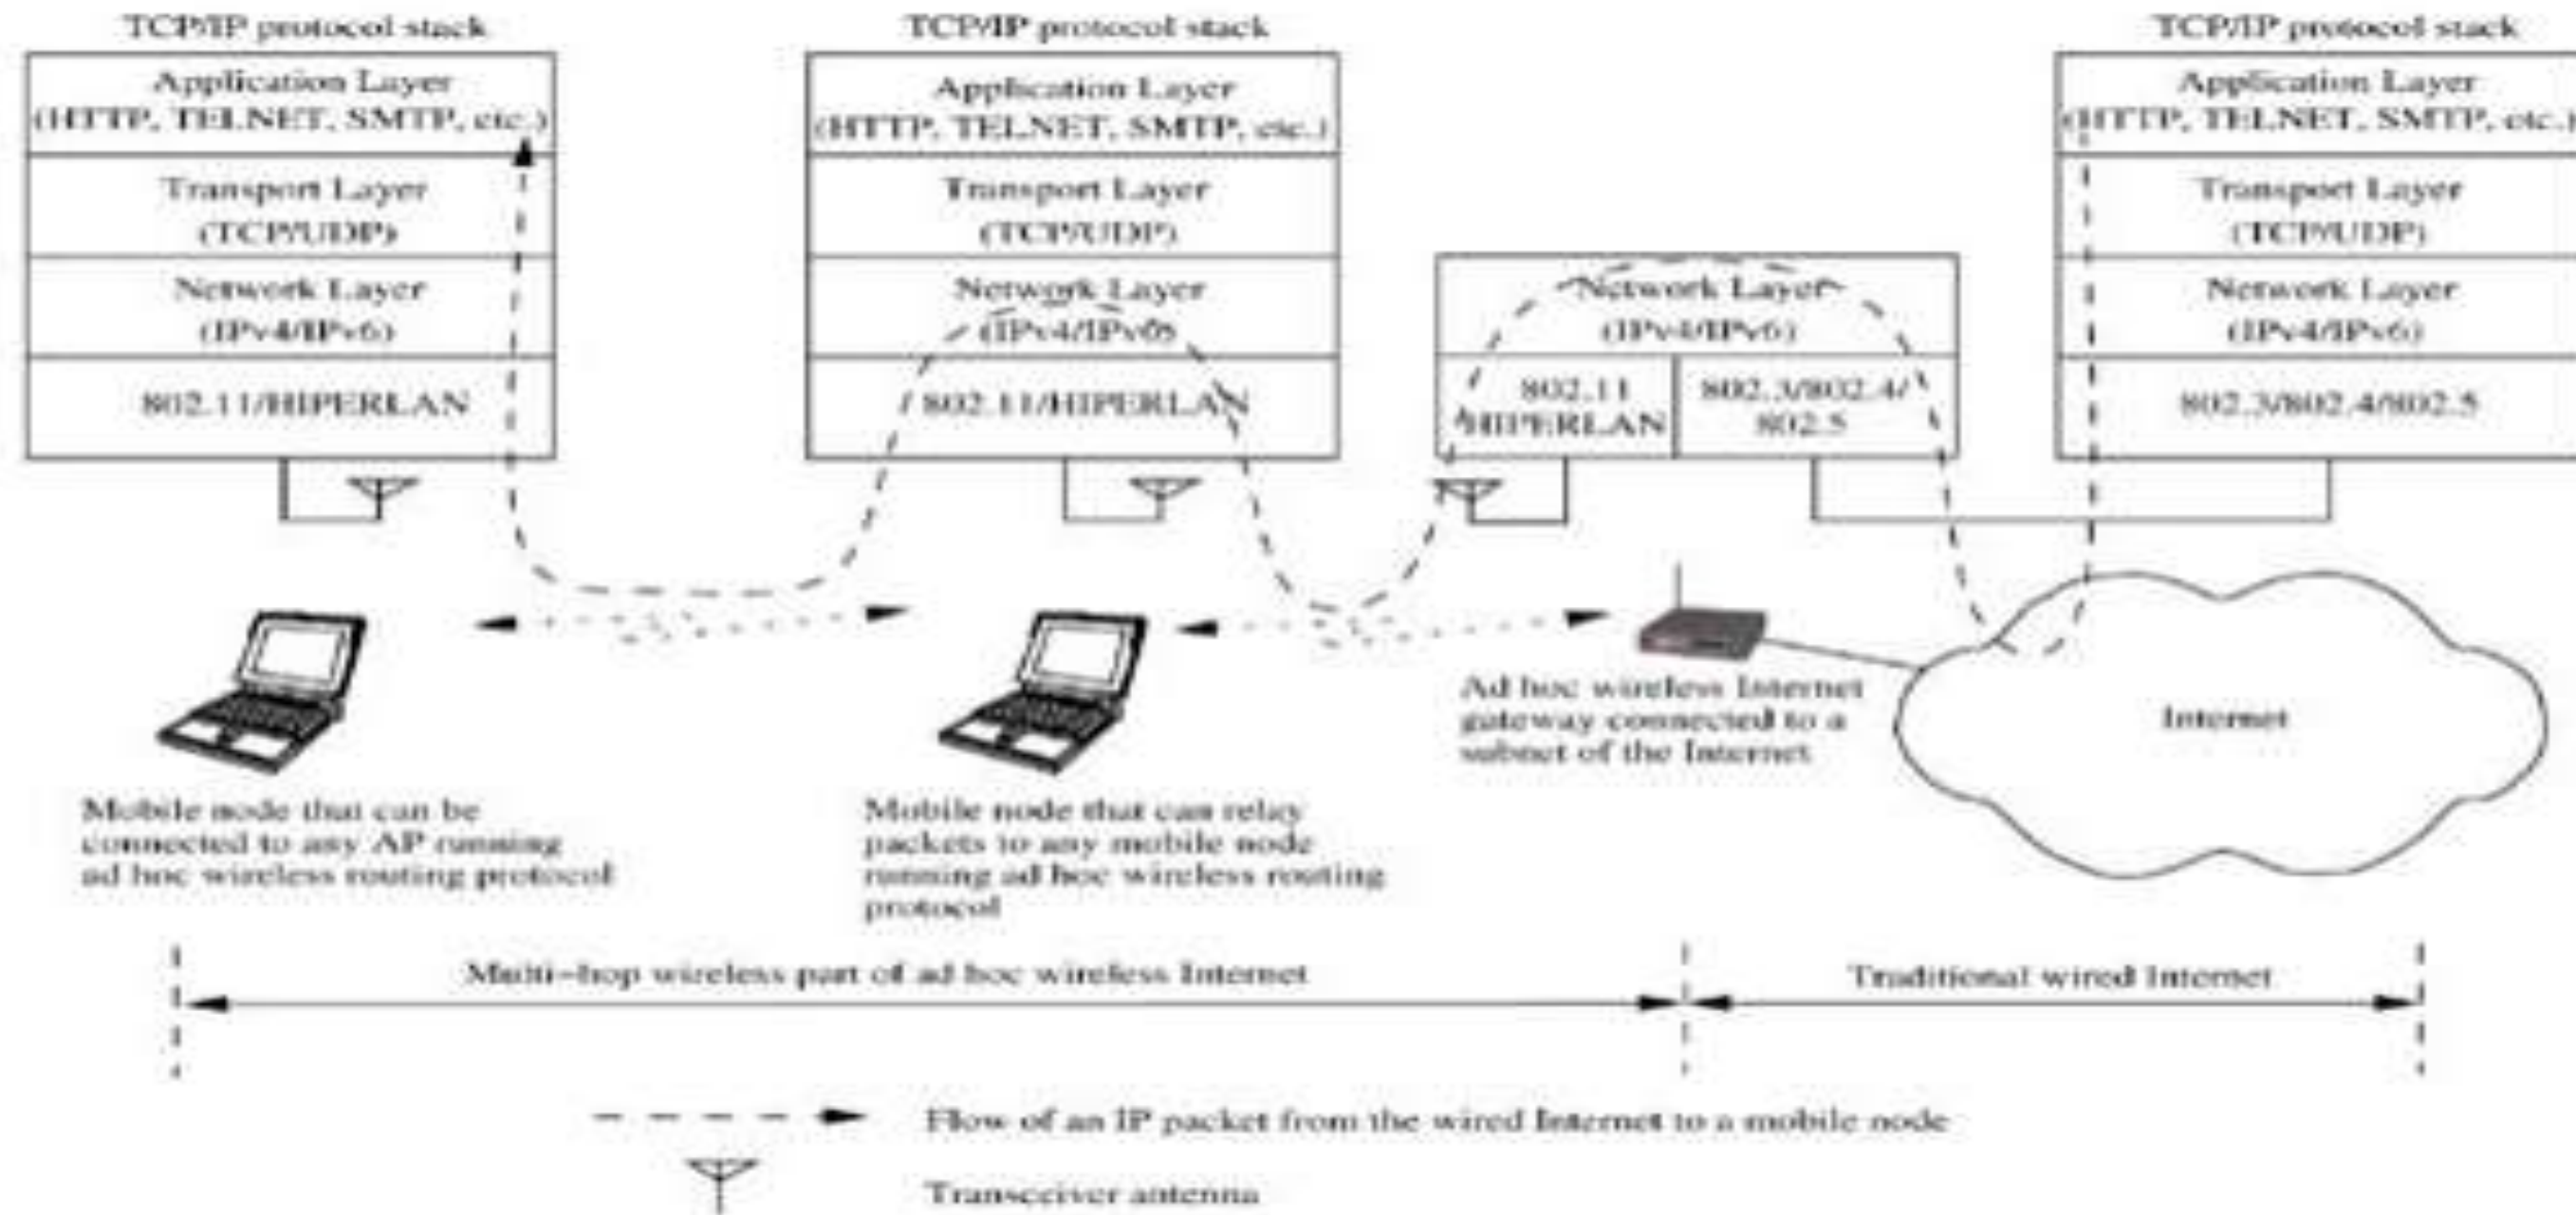 TCP/IP protocol stack
Application Layer
(HTTP, TELNET, SMTP, etc.)
Transport Layer
(TCP/UDP)
Network Layer
(IPv4/IPv6)
802.11/HIPERLAN
TCP/IP protocol stack
Application Layer
(HTTP, TELNET, SMTP, etc.)
Transport Layer
(TCP/UDP)
Network Layer
(IPv4/IPv6)
802.11/HIPERLAN
Network Layer
(IPv4/IPv6)
802.11
HIPERLAN
802.3/802.4/
802.5
TCP/IP protocol stack
Application Layer
(HTTP, TELNET, SMTP, etc.)
Transport Layer
(TCP/UDP)
Network Layer
(IPv4/IPv6)
802.3/802.4/802.5
Mobile node that can be
connected to any AP running
ad hoc wireless routing protocol
Mobile node that can relay
packets to any mobile node
running ad hoc wireless routing
protocol
Ad hoc wireless Internet
gateway connected to a
subnet of the Internet
Internet
Multi-hop wireless part of ad hoc wireless Internet
Traditional wired Internet
Flow of an IP packet from the wired Internet to a mobile node
Transceiver antenna